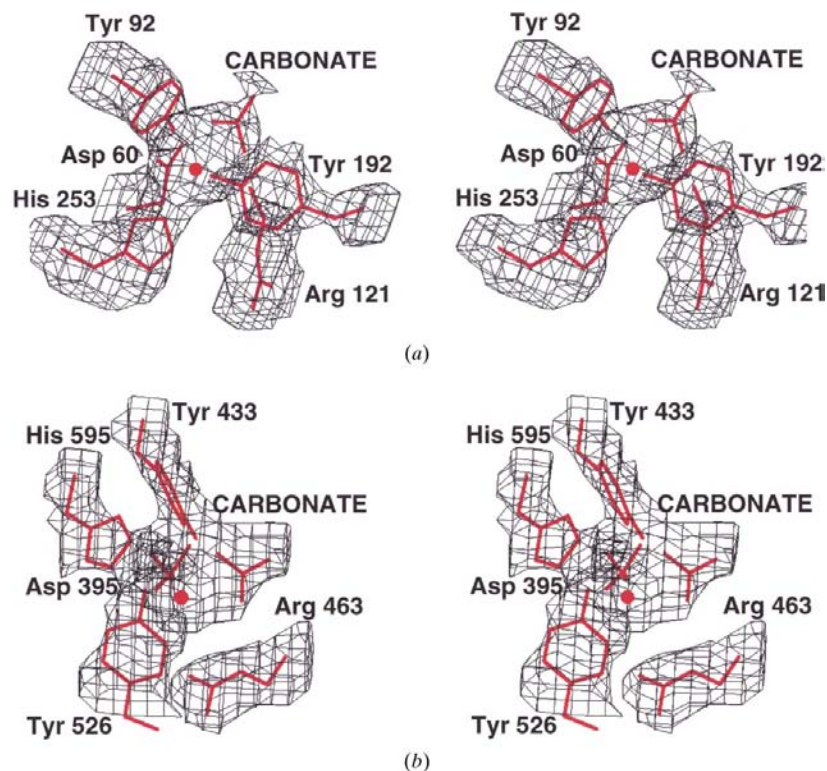 Tyr 92
CARBONATE
Asp 60
Tyr 192
His 253
Arg 121
Tyr 92
CARBONATE
Asp 60
Tyr 192
His 253
Arg 121
(a)
Tyr 433
His 595
CARBONATE
Asp 395
Arg 463
Tyr 526
Tyr 433
His 595
CARBONATE
Asp 395
Arg 463
Tyr 526
(b)